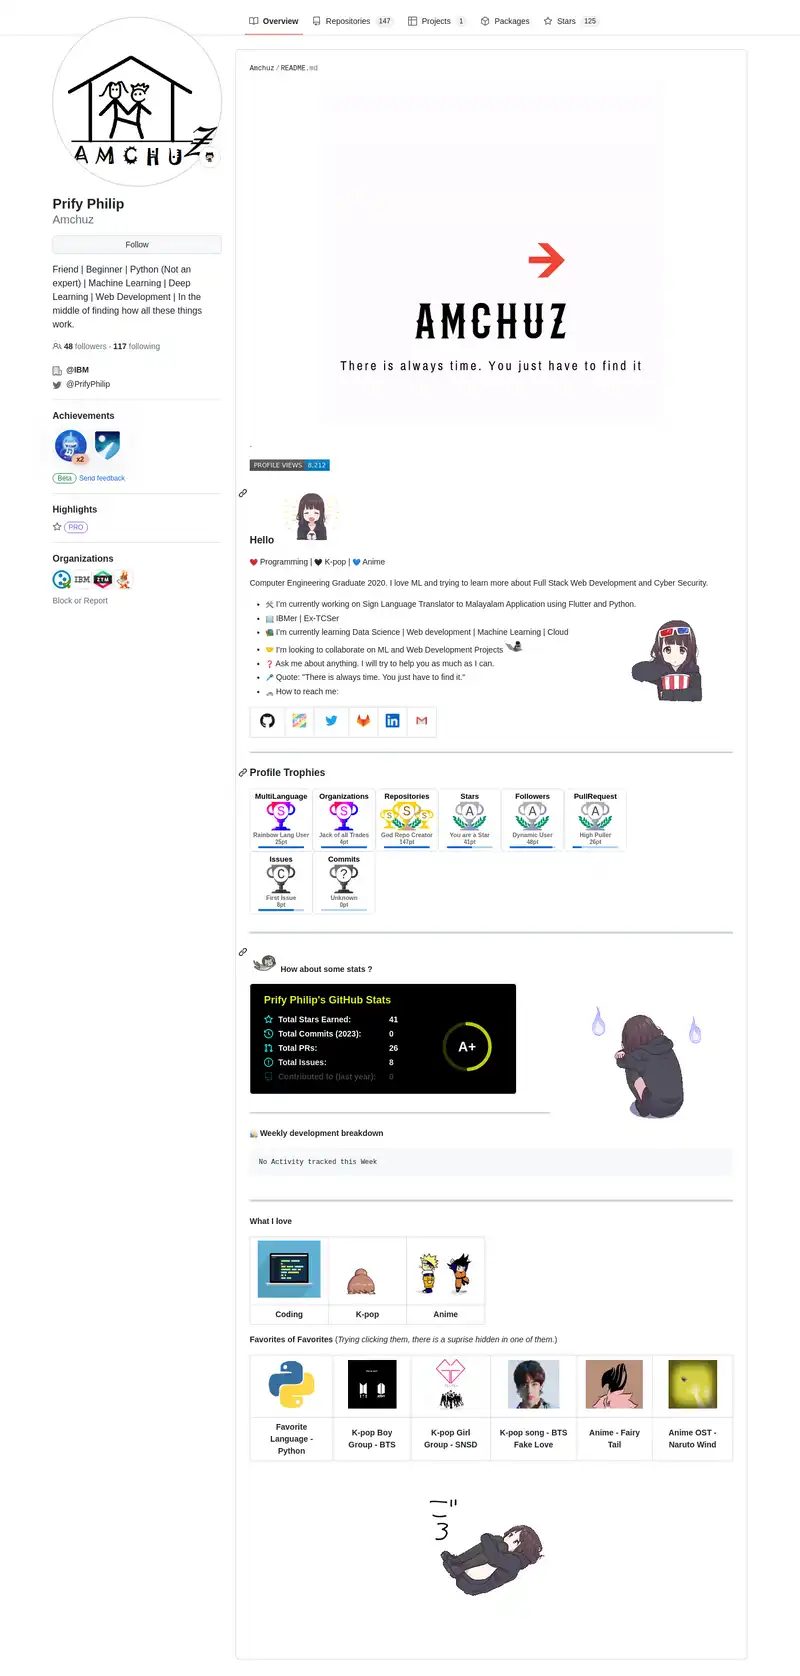 Overview Repositories 147 Projects 1 Packages Stars 125
AMCHUZ
Prify Philip
Amchuz
Follow
Friend | Beginner | Python (Not an
expert) | Machine Learning | Deep
Learning | Web Development | In the
middle of finding how all these things
work.
48 followers · 117 following
@IBM
@PrifyPhilip
Achievements
x2
Beta Send feedback
Highlights
PRO
Organizations
IBM ZTM
Block or Report
Amchuz / README.md
AMCHUZ
There is always time. You just have to find it
.
PROFILE VIEWS 8,212
Hello
Programming | K-pop | Anime
Computer Engineering Graduate 2020. I love ML and trying to learn more about Full Stack Web Development and Cyber Security.
I'm currently working on Sign Language Translator to Malayalam Application using Flutter and Python.
IBMer | Ex-TCSer
I'm currently learning Data Science | Web development | Machine Learning | Cloud
I'm looking to collaborate on ML and Web Development Projects
Ask me about anything. I will try to help you as much as I can.
Quote: "There is always time. You just have to find it."
How to reach me:
Profile Trophies
MultiLanguage Organizations Repositories Stars Followers PullRequest
S S S S S A A A
Rainbow Lang User Jack of all Trades God Repo Creator You are a Star Dynamic User High Puller
25pt 4pt 147pt 41pt 48pt 26pt
Issues Commits
C ?
First Issue Unknown
8pt 0pt
How about some stats ?
Prify Philip's GitHub Stats
Total Stars Earned: 41
Total Commits (2023): 0
Total PRs: 26
Total Issues: 8
Contributed to (last year): 0
A+
Weekly development breakdown
No Activity tracked this Week
What I love
Coding K-pop Anime
Favorites of Favorites (Trying clicking them, there is a suprise hidden in one of them.)
Favorite
Language -
Python
K-pop Boy
Group - BTS
K-pop Girl
Group - SNSD
K-pop song - BTS
Fake Love
Anime - Fairy
Tail
Anime OST -
Naruto Wind